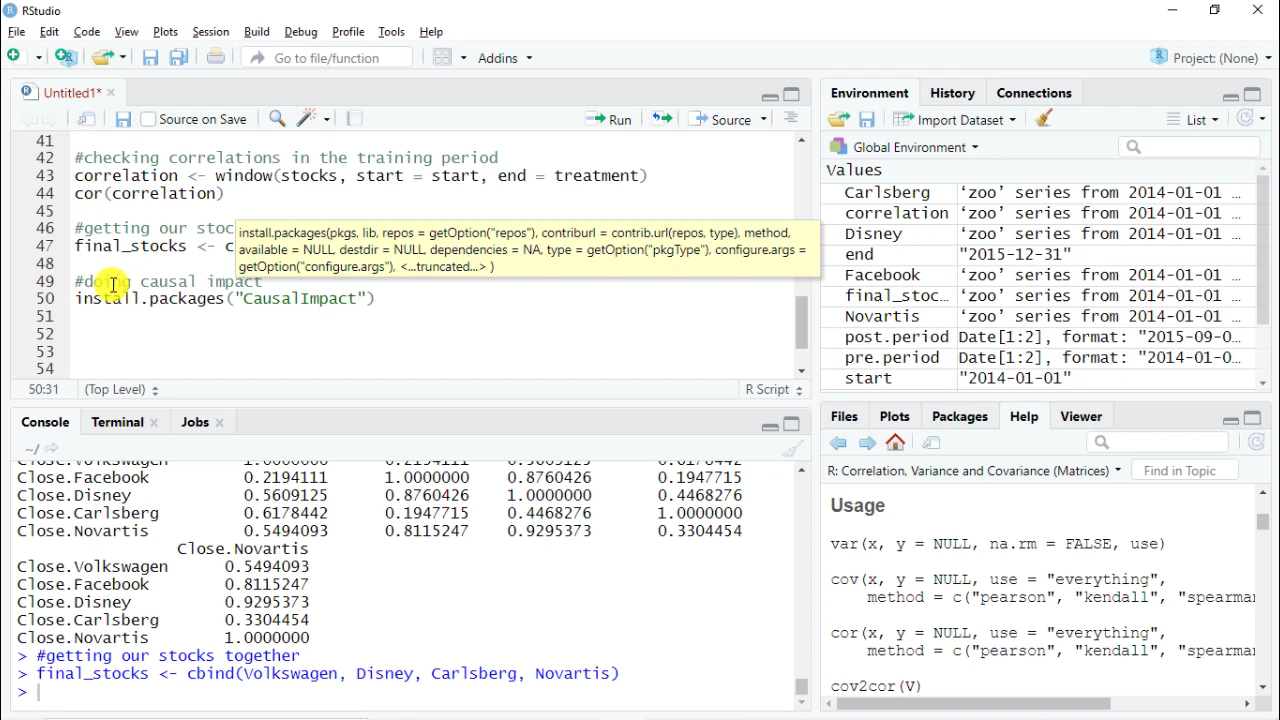 RStudio
File Edit Code View Plots Session Build Debug Profile Tools Help
Go to file/function Addins Project: (None)
Untitled1*
Source on Save Run Source
41
42 #checking correlations in the training period
43 correlation <- window(stocks, start = start, end = treatment)
44 cor(correlation)
45
46 #getting our stoc
47 final_stocks <- c
install.packages(pkgs, lib, repos = getOption("repos"), contriburl = contrib.url(repos, type), method,
available = NULL, destdir = NULL, dependencies = NA, type = getOption("pkgType"), configure.args =
getOption("configure.args"), <...truncated...> )
48
49 #doing causal impact
50 install.packages("CausalImpact")
51
52
53
54
50:31 (Top Level) R Script
Console Terminal Jobs
~/
Close.Facebook 0.2194111 1.0000000 0.8760426 0.1947715
Close.Disney 0.5609125 0.8760426 1.0000000 0.4468276
Close.Carlsberg 0.6178442 0.1947715 0.4468276 1.0000000
Close.Novartis 0.5494093 0.8115247 0.9295373 0.3304454
Close.Novartis
Close.Volkswagen 0.5494093
Close.Facebook 0.8115247
Close.Disney 0.9295373
Close.Carlsberg 0.3304454
Close.Novartis 1.0000000
> #getting our stocks together
> final_stocks <- cbind(Volkswagen, Disney, Carlsberg, Novartis)
>
Environment History Connections
Import Dataset List
Global Environment
Values
Carlsberg ‘zoo’ series from 2014-01-01 …
correlation ‘zoo’ series from 2014-01-01 …
Disney ‘zoo’ series from 2014-01-01 …
end "2015-12-31"
Facebook ‘zoo’ series from 2014-01-01 …
final_stoc… ‘zoo’ series from 2014-01-01 …
Novartis ‘zoo’ series from 2014-01-01 …
post.period Date[1:2], format: "2015-09-0…
pre.period Date[1:2], format: "2014-01-0…
start "2014-01-01"
Files Plots Packages Help Viewer
R: Correlation, Variance and Covariance (Matrices) Find in Topic
Usage
var(x, y = NULL, na.rm = FALSE, use)
cov(x, y = NULL, use = "everything",
method = c("pearson", "kendall", "spearma
cor(x, y = NULL, use = "everything",
method = c("pearson", "kendall", "spearma
cov2cor(V)